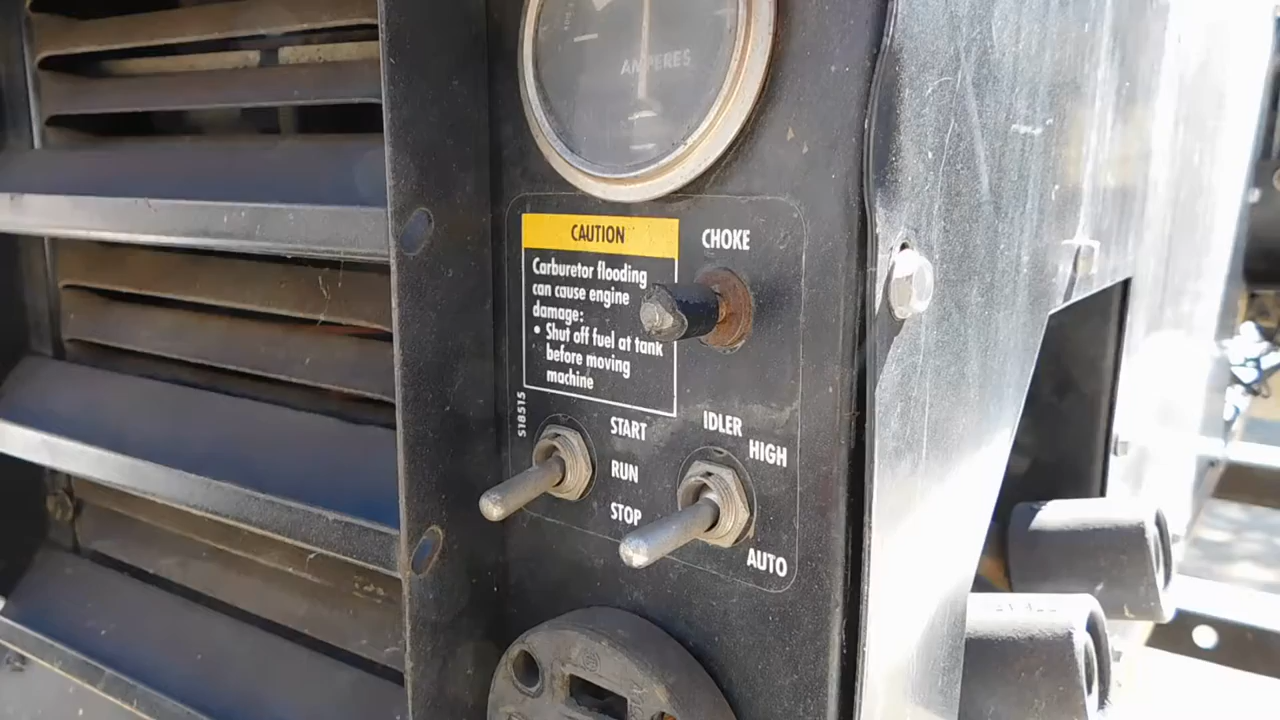 AMPERES
CAUTION
CHOKE
Carburetor flooding
can cause engine
damage:
• Shut off fuel at tank
before moving
machine
S18515
START
RUN
STOP
IDLER
HIGH
AUTO